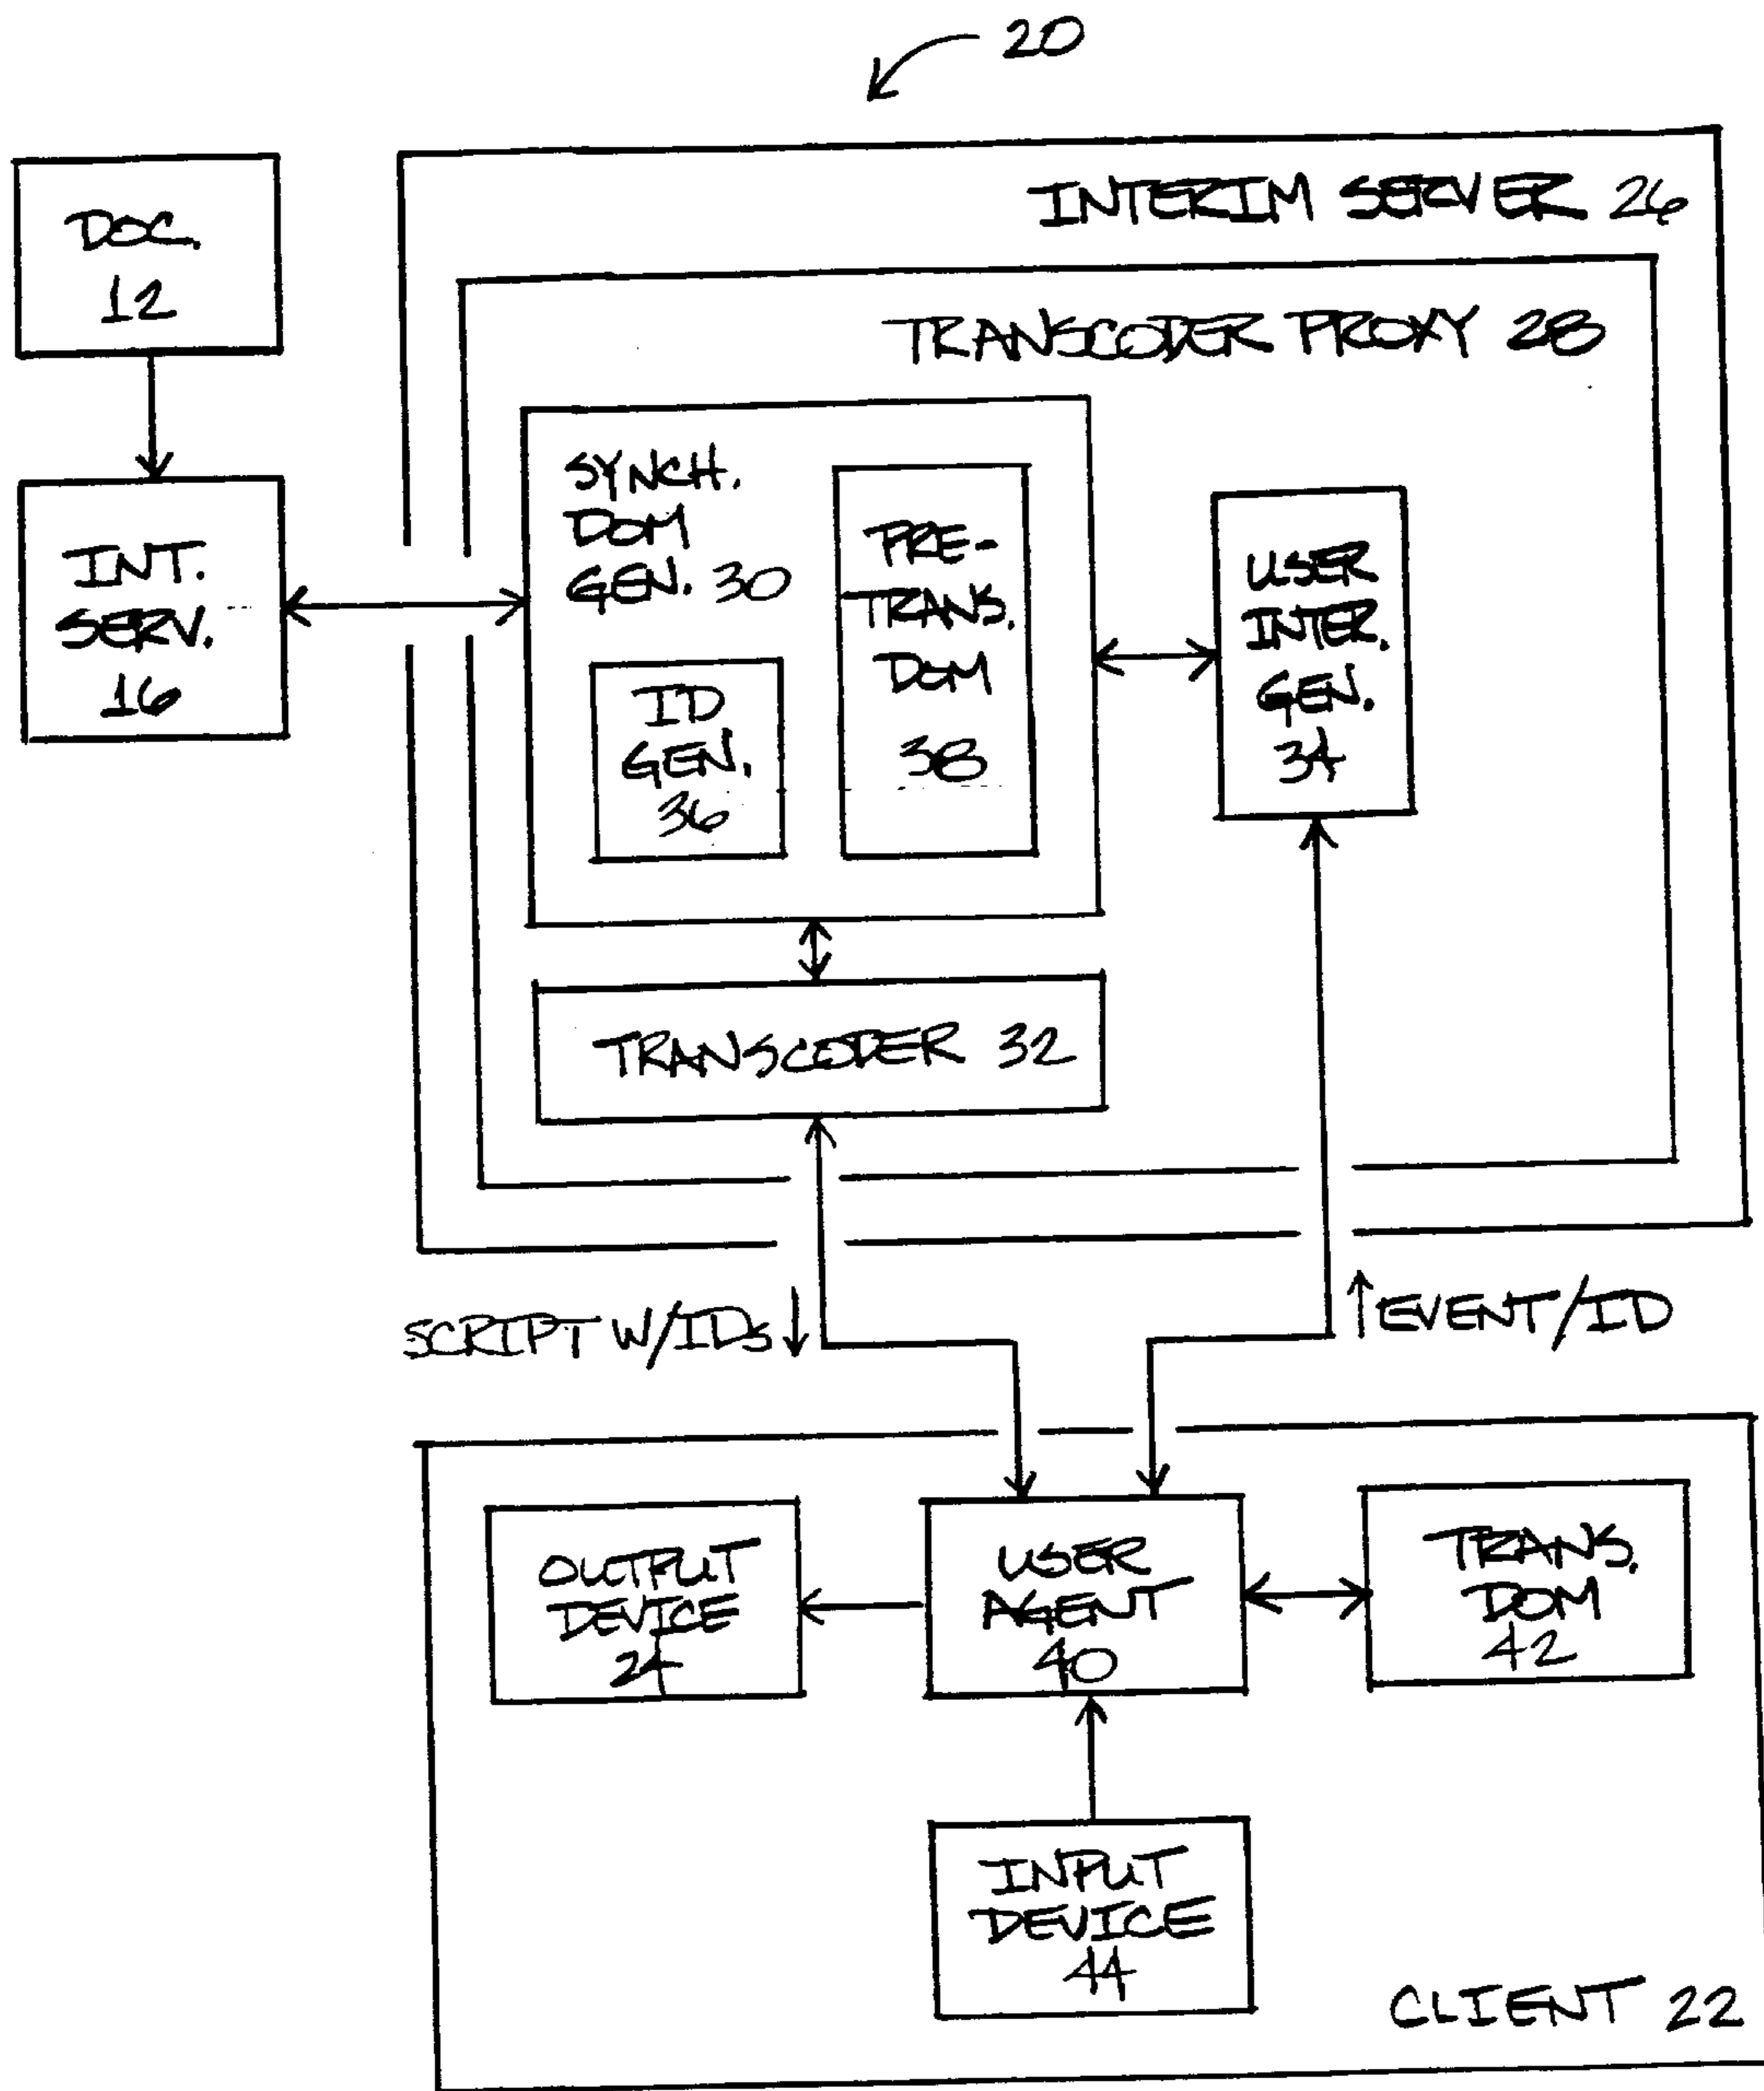 20
INTERIM SERVER 26
DOC.
12
TRANSCODER PROXY 28
INT.
SERV.
16
SYNCH.
DOM
GEN. 30
ID
GEN.
36
PRE-
TRANS.
DOM
38
USER
INTER.
GEN.
34
TRANSCODER 32
SCRIPT W/IDs ↓
↑ EVENT/ID
OUTPUT
DEVICE
24
USER
AGENT
40
TRANS.
DOM
42
INPUT
DEVICE
44
CLIENT 22